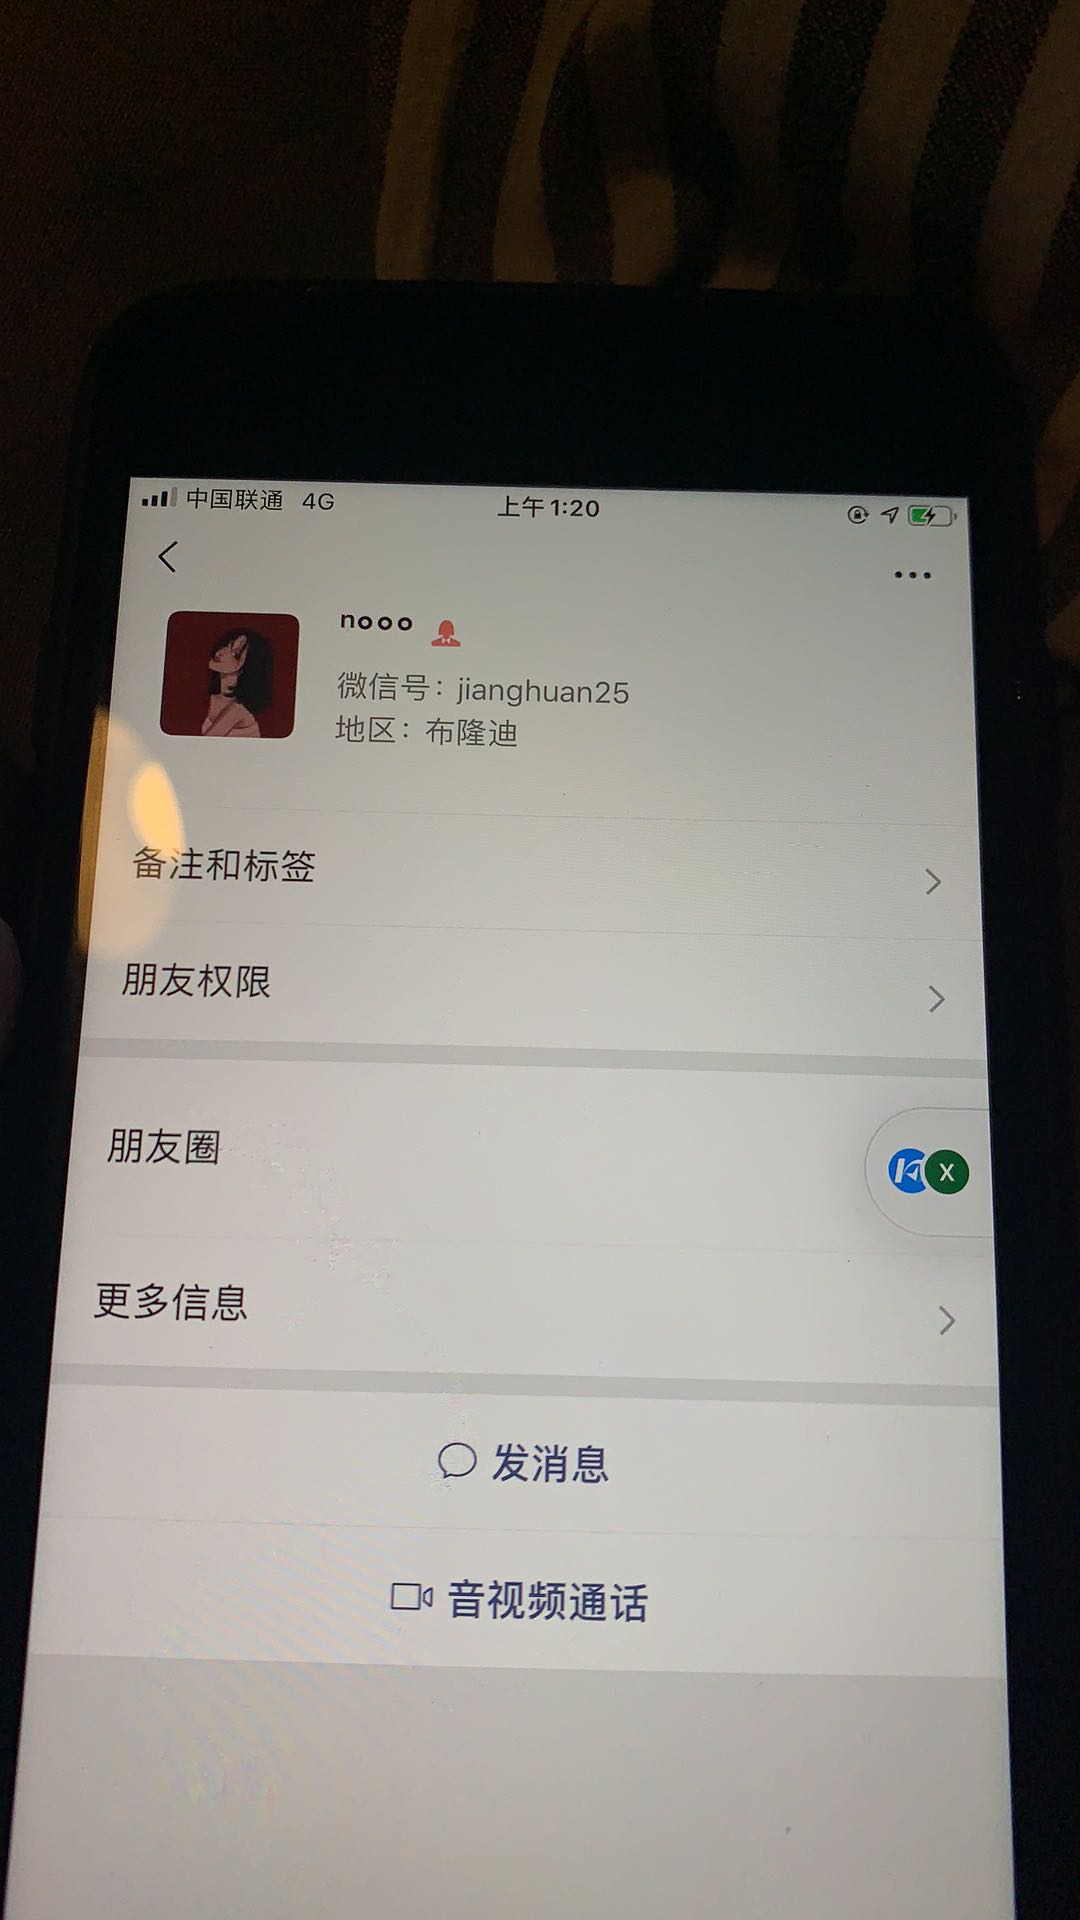 中国联通 4G 上午1:20
nooo
微信号：jianghuan25
地区：布隆迪
备注和标签
朋友权限
朋友圈
X
更多信息
发消息
音视频通话